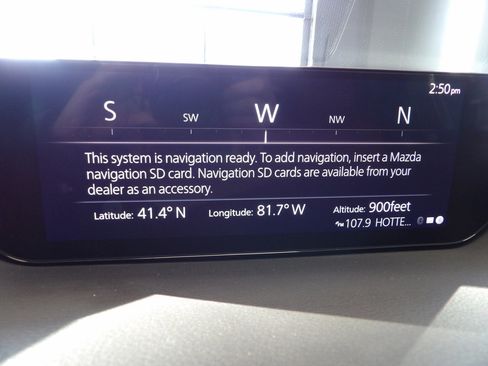 2:50pm
S SW W NW N
This system is navigation ready. To add navigation, insert a Mazda
navigation SD card. Navigation SD cards are available from your
dealer as an accessory.
Latitude: 41.4° N Longitude: 81.7° W Altitude: 900feet
107.9 HOTTE...